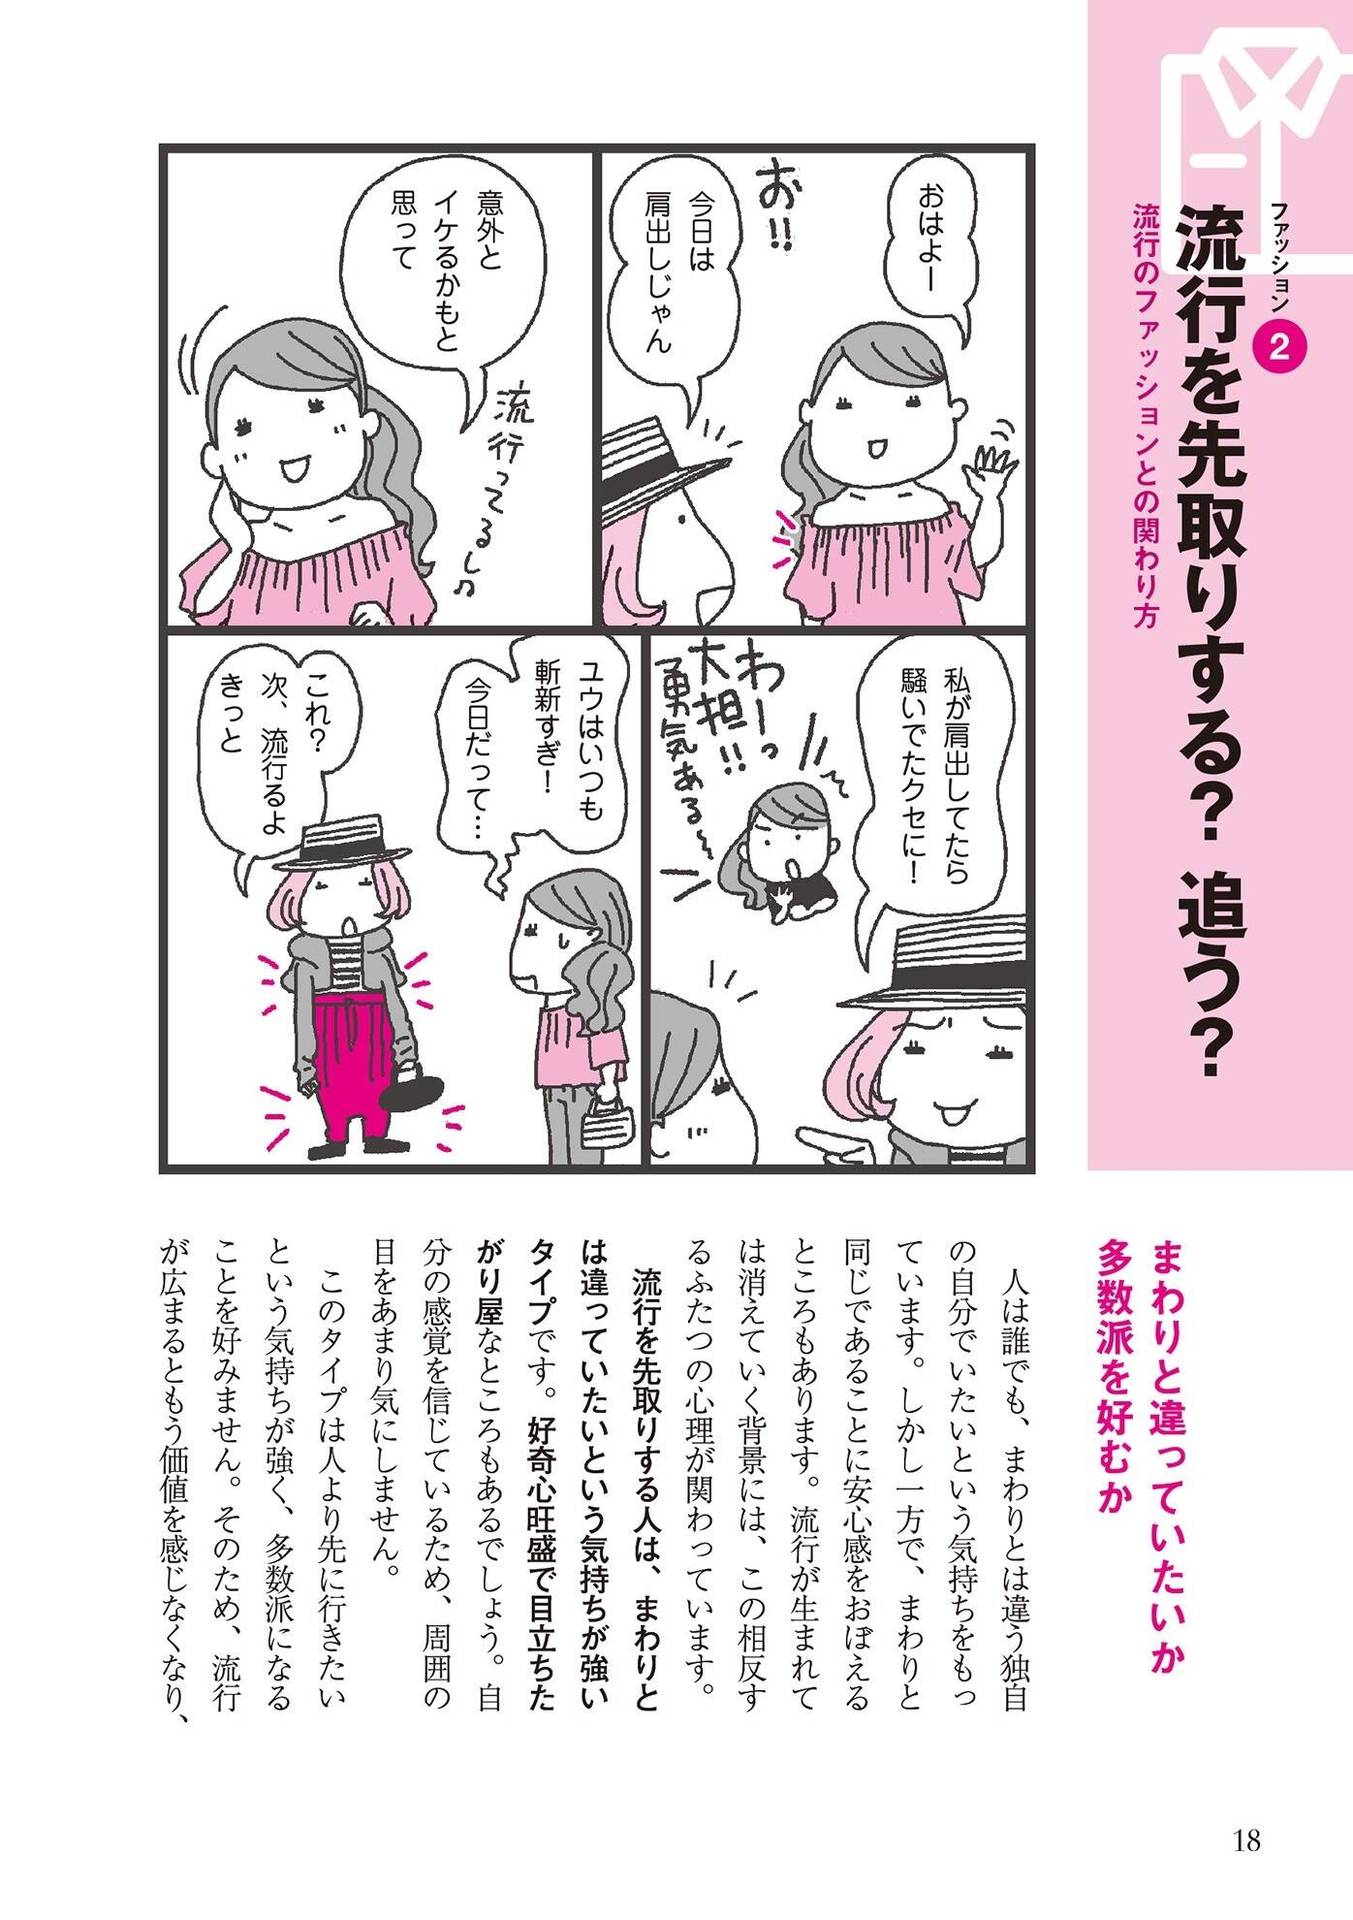 ファッション
2
流行を先取りする？ 追う？
流行のファッションとの関わり方
おはよー
お!!
今日は
肩出しじゃん
意外と
イケるかもと
思って
流行ってるし♪
私が肩出してたら
騒いでたクセに！
わーっ
大担!!
勇気ある～
ユウはいつも
斬新すぎ！
今日だって…
これ？
次、流行るよ
きっと
まわりと違っていたいか
多数派を好むか
人は誰でも、まわりとは違う独自
の自分でいたいという気持ちをもっ
ています。しかし一方で、まわりと
同じであることに安心感をおぼえる
ところもあります。流行が生まれて
は消えていく背景には、この相反す
るふたつの心理が関わっています。
流行を先取りする人は、まわりと
は違っていたいという気持ちが強い
タイプです。好奇心旺盛で目立ちた
がり屋なところもあるでしょう。自
分の感覚を信じているため、周囲の
目をあまり気にしません。
このタイプは人より先に行きたい
という気持ちが強く、多数派になる
ことを好みません。そのため、流行
が広まるともう価値を感じなくなり、
18